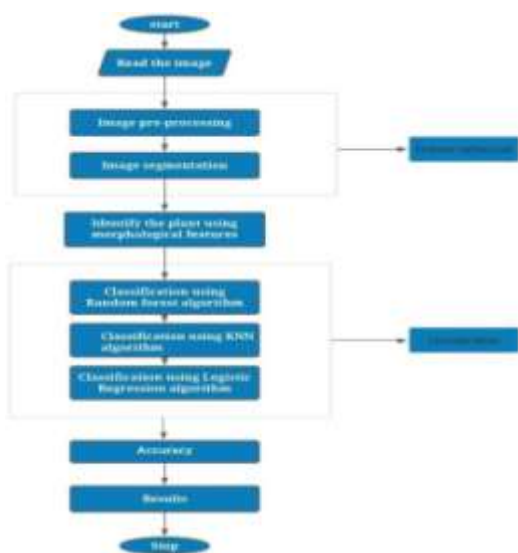 start
Read the image
Image pre-processing
Image segmentation
Identify the plant using
morphological features
Classification using
Random forest algorithm
Classification using KNN
algorithm
Classification using Logistic
Regression algorithm
Accuracy
Results
Stop